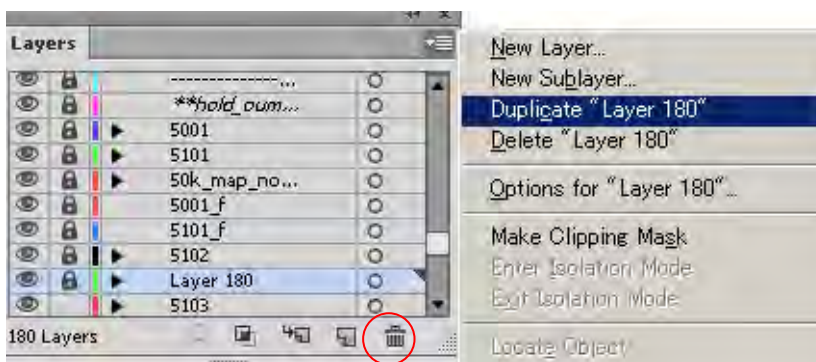 Layers
---------------...
**hold_oum...
5001
5101
50k_map_no...
5001_f
5101_f
5102
Layer 180
5103
180 Layers
New Layer...
New Sublayer...
Duplicate "Layer 180"
Delete "Layer 180"
Options for "Layer 180"...
Make Clipping Mask
Enter Isolation Mode
Exit Isolation Mode
Locate Object